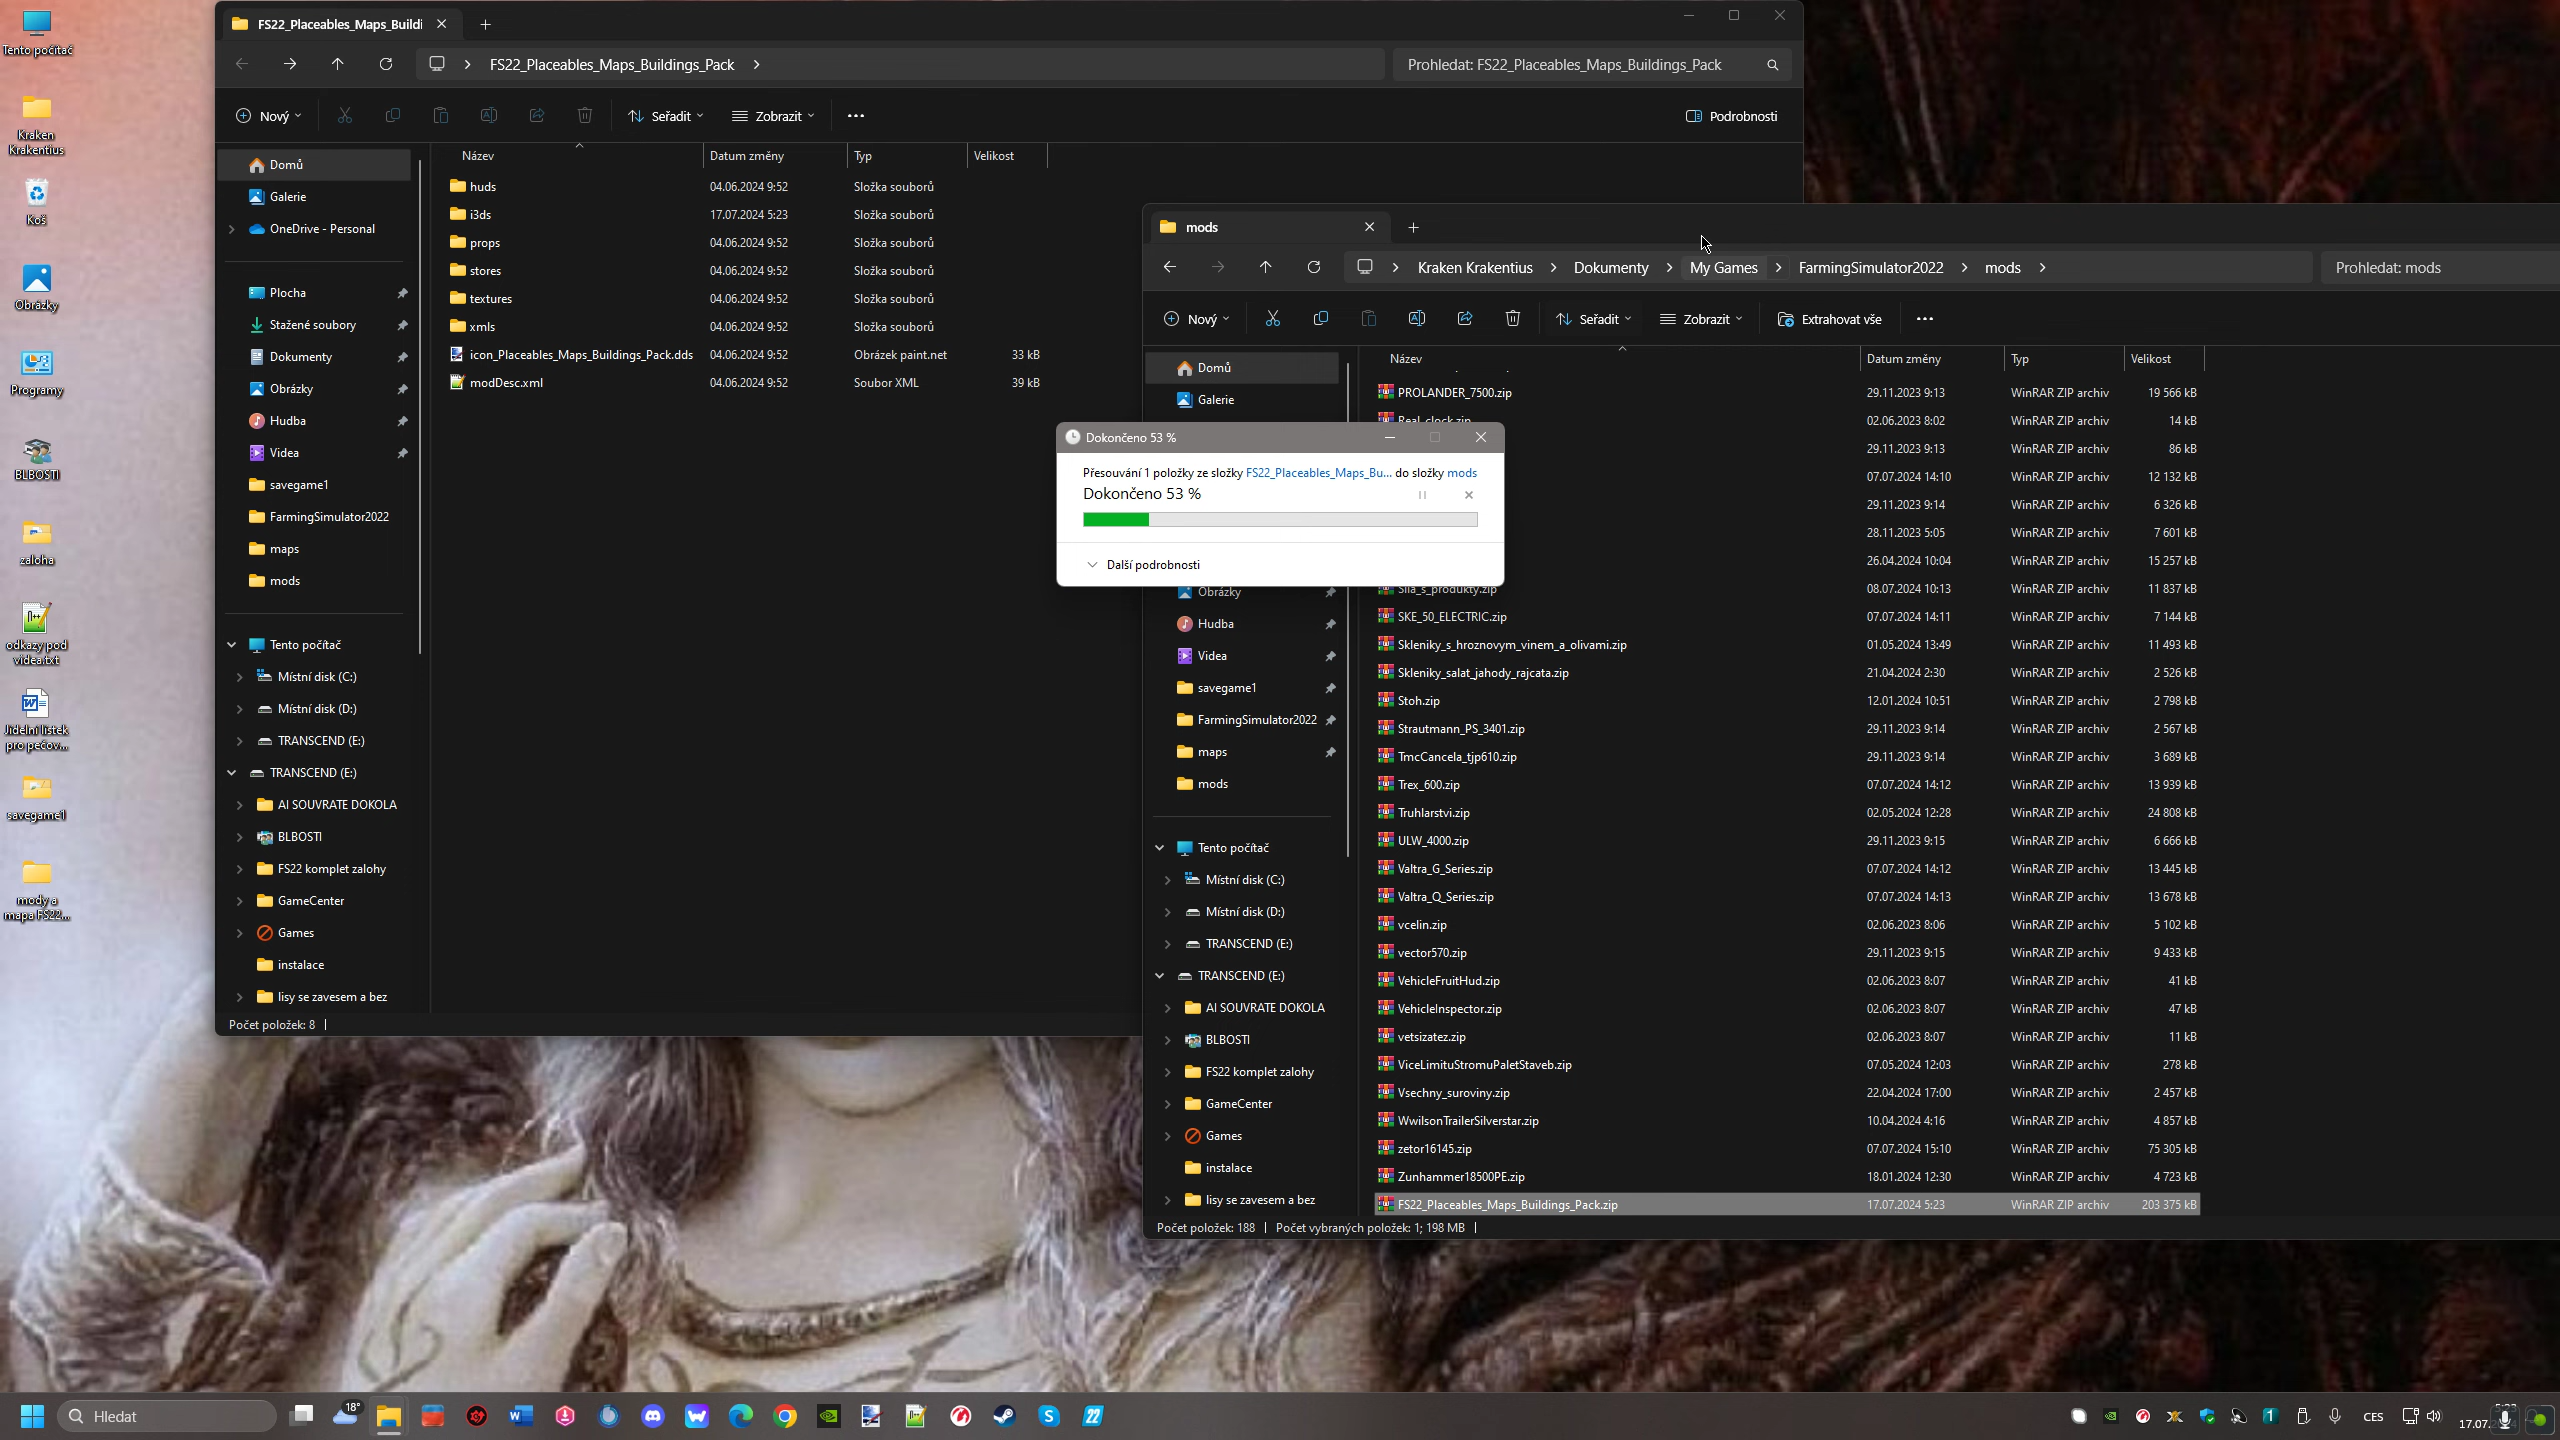 Tento počítač
Kraken
Krakentius
Koš
Obrázky
Programy
BLBOSTI
zaloha
odkazy pod
videa.txt
Jídelní lístek
pro pečov...
savegame1
mody a
mapa FS22...
FS22_Placeables_Maps_Buildi
FS22_Placeables_Maps_Buildings_Pack
Prohledat: FS22_Placeables_Maps_Buildings_Pack
Nový
Seřadit
Zobrazit
Podrobnosti
Domů
Galerie
OneDrive - Personal
Plocha
Stažené soubory
Dokumenty
Obrázky
Hudba
Videa
savegame1
FarmingSimulator2022
maps
mods
Tento počítač
Místní disk (C:)
Místní disk (D:)
TRANSCEND (E:)
TRANSCEND (E:)
AI SOUVRATE DOKOLA
BLBOSTI
FS22 komplet zalohy
GameCenter
Games
instalace
lisy se zavesem a bez
Název Datum změny Typ Velikost
huds 04.06.2024 9:52 Složka souborů
i3ds 17.07.2024 5:23 Složka souborů
props 04.06.2024 9:52 Složka souborů
stores 04.06.2024 9:52 Složka souborů
textures 04.06.2024 9:52 Složka souborů
xmls 04.06.2024 9:52 Složka souborů
icon_Placeables_Maps_Buildings_Pack.dds 04.06.2024 9:52 Obrázek paint.net 33 kB
modDesc.xml 04.06.2024 9:52 Soubor XML 39 kB
Počet položek: 8
mods
Kraken Krakentius Dokumenty My Games FarmingSimulator2022 mods
Prohledat: mods
Nový
Seřadit
Zobrazit
Extrahovat vše
Domů
Galerie
Obrázky
Hudba
Videa
savegame1
FarmingSimulator2022
maps
mods
Tento počítač
Místní disk (C:)
Místní disk (D:)
TRANSCEND (E:)
TRANSCEND (E:)
AI SOUVRATE DOKOLA
BLBOSTI
FS22 komplet zalohy
GameCenter
Games
instalace
lisy se zavesem a bez
Název Datum změny Typ Velikost
PROLANDER_7500.zip 29.11.2023 9:13 WinRAR ZIP archiv 19 566 kB
Real_clock.zip 02.06.2023 8:02 WinRAR ZIP archiv 14 kB
29.11.2023 9:13 WinRAR ZIP archiv 86 kB
07.07.2024 14:10 WinRAR ZIP archiv 12 132 kB
29.11.2023 9:14 WinRAR ZIP archiv 6 326 kB
28.11.2023 5:05 WinRAR ZIP archiv 7 601 kB
26.04.2024 10:04 WinRAR ZIP archiv 15 257 kB
Sila_s_produkty.zip 08.07.2024 10:13 WinRAR ZIP archiv 11 837 kB
SKE_50_ELECTRIC.zip 07.07.2024 14:11 WinRAR ZIP archiv 7 144 kB
Skleniky_s_hroznovym_vinem_a_olivami.zip 01.05.2024 13:49 WinRAR ZIP archiv 11 493 kB
Skleniky_salat_jahody_rajcata.zip 21.04.2024 2:30 WinRAR ZIP archiv 2 526 kB
Stoh.zip 12.01.2024 10:51 WinRAR ZIP archiv 2 798 kB
Strautmann_PS_3401.zip 29.11.2023 9:14 WinRAR ZIP archiv 2 567 kB
TmcCancela_tjp610.zip 29.11.2023 9:14 WinRAR ZIP archiv 3 689 kB
Trex_600.zip 07.07.2024 14:12 WinRAR ZIP archiv 13 939 kB
Truhlarstvi.zip 02.05.2024 12:28 WinRAR ZIP archiv 24 808 kB
ULW_4000.zip 29.11.2023 9:15 WinRAR ZIP archiv 6 666 kB
Valtra_G_Series.zip 07.07.2024 14:12 WinRAR ZIP archiv 13 445 kB
Valtra_Q_Series.zip 07.07.2024 14:13 WinRAR ZIP archiv 13 678 kB
vcelin.zip 02.06.2023 8:06 WinRAR ZIP archiv 5 102 kB
vector570.zip 29.11.2023 9:15 WinRAR ZIP archiv 9 433 kB
VehicleFruitHud.zip 02.06.2023 8:07 WinRAR ZIP archiv 41 kB
VehicleInspector.zip 02.06.2023 8:07 WinRAR ZIP archiv 47 kB
vetsizatez.zip 02.06.2023 8:07 WinRAR ZIP archiv 11 kB
ViceLimituStromuPaletStaveb.zip 07.05.2024 12:03 WinRAR ZIP archiv 278 kB
Vsechny_suroviny.zip 22.04.2024 17:00 WinRAR ZIP archiv 2 457 kB
WwilsonTrailerSilverstar.zip 10.04.2024 4:16 WinRAR ZIP archiv 4 857 kB
zetor16145.zip 07.07.2024 15:10 WinRAR ZIP archiv 75 305 kB
Zunhammer18500PE.zip 18.01.2024 12:30 WinRAR ZIP archiv 4 723 kB
FS22_Placeables_Maps_Buildings_Pack.zip 17.07.2024 5:23 WinRAR ZIP archiv 203 375 kB
Počet položek: 188 Počet vybraných položek: 1; 198 MB
Dokončeno 53 %
Přesouvání 1 položky ze složky FS22_Placeables_Maps_Bu... do složky mods
Dokončeno 53 %
Další podrobnosti
Hledat
18°
CES
17.07.